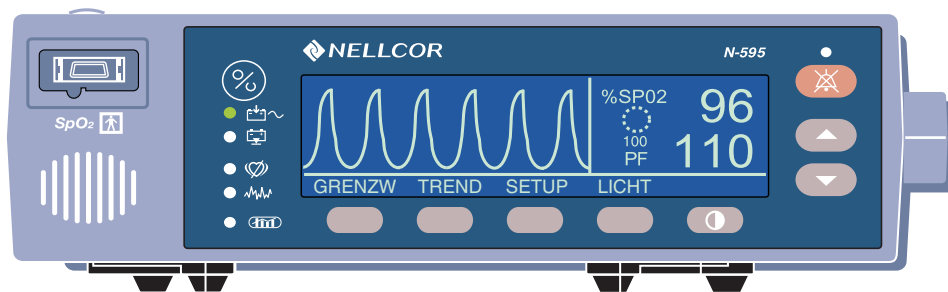 NELLCOR
N-595
SpO2
%SP02
96
100
PF
110
GRENZW TREND SETUP LICHT